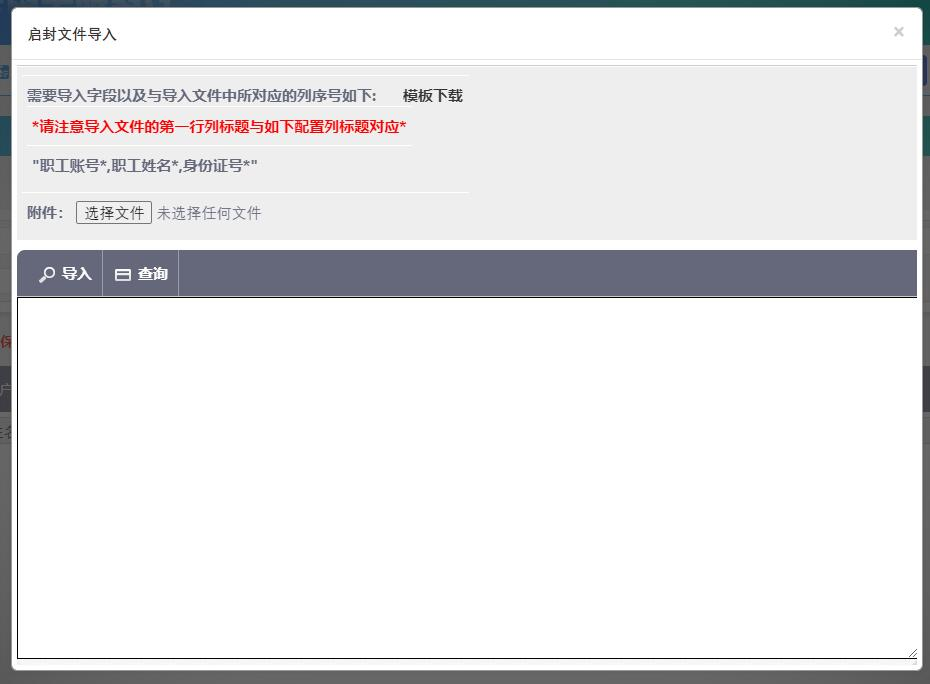 启封文件导入
×
需要导入字段以及与导入文件中所对应的列序号如下: 模板下载
*请注意导入文件的第一行列标题与如下配置列标题对应*
"职工账号*,职工姓名*,身份证号*"
附件: 选择文件 未选择任何文件
导入 查询
保
户